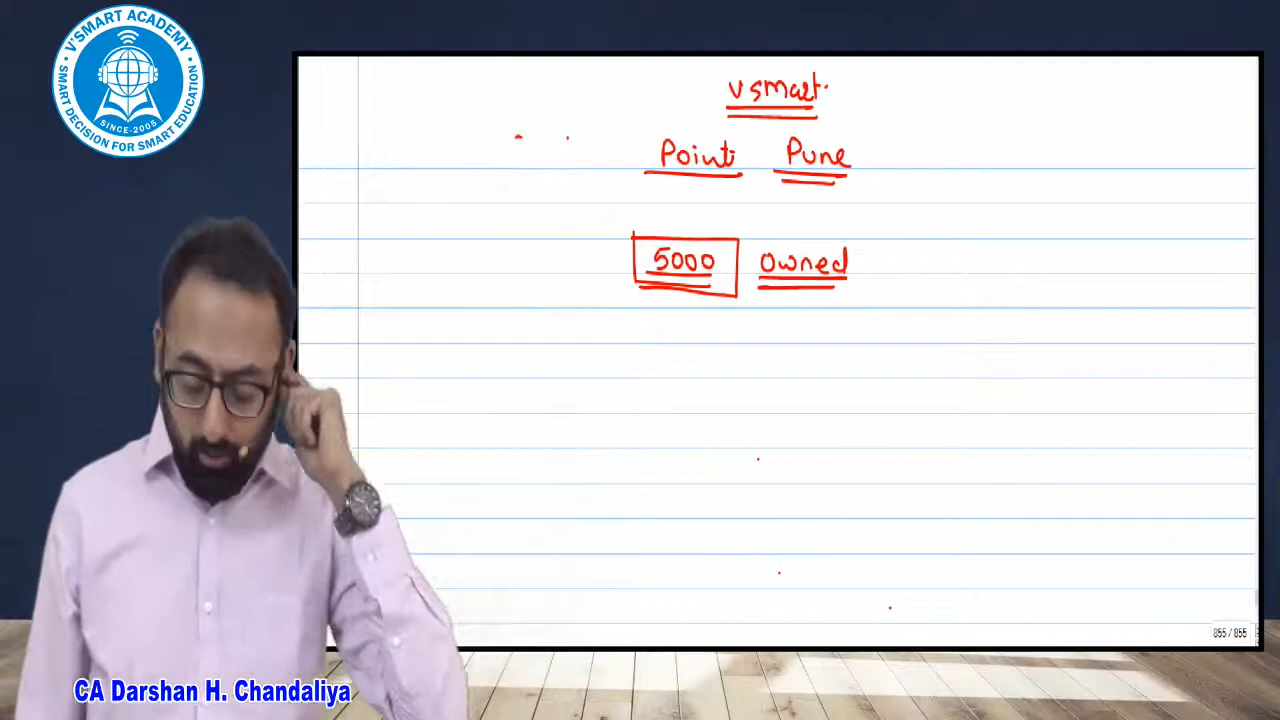 V'SMART ACADEMY
SINCE-2005
SMART DECISION FOR SMART EDUCATION
vsmart.
Point Pune
5000 owned
855 / 855
CA Darshan H. Chandaliya